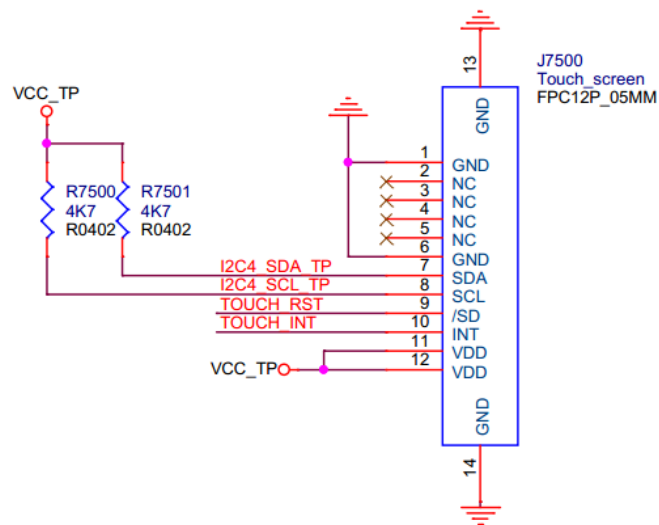 J7500
Touch_screen
FPC12P_05MM
13
GND
VCC_TP
R7500
4K7
R0402
R7501
4K7
R0402
1
GND
2
NC
3
NC
4
NC
5
NC
6
GND
I2C4_SDA_TP
7
SDA
I2C4_SCL_TP
8
SCL
TOUCH_RST
9
/SD
TOUCH_INT
10
INT
11
VDD
VCC_TP
12
VDD
GND
14